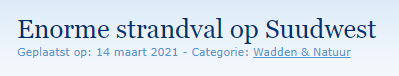 Enorme strandval op Suudwest
Geplaatst op: 14 maart 2021 - Categorie: Wadden & Natuur